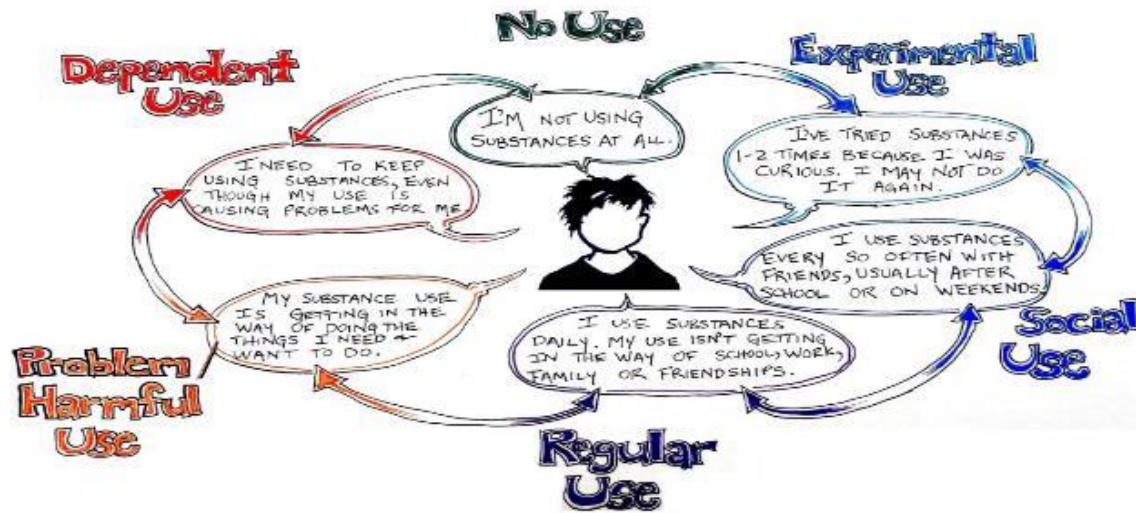 No Use
I'M NOT USING
SUBSTANCES AT ALL.
Experimental
Use
I'VE TRIED SUBSTANCES
1-2 TIMES BECAUSE I WAS
CURIOUS. I MAY NOT DO
IT AGAIN.
Social
Use
I USE SUBSTANCES
EVERY SO OFTEN WITH
FRIENDS, USUALLY AFTER
SCHOOL OR ON WEEKENDS.
Regular
Use
I USE SUBSTANCES
DAILY. MY USE ISN'T GETTING
IN THE WAY OF SCHOOL, WORK,
FAMILY OR FRIENDSHIPS.
Problem/
Harmful
Use
MY SUBSTANCE USE
IS GETTING IN THE
WAY OF DOING THE
THINGS I NEED +
WANT TO DO.
Dependent
Use
I NEED TO KEEP
USING SUBSTANCES, EVEN
THOUGH MY USE IS
CAUSING PROBLEMS FOR ME